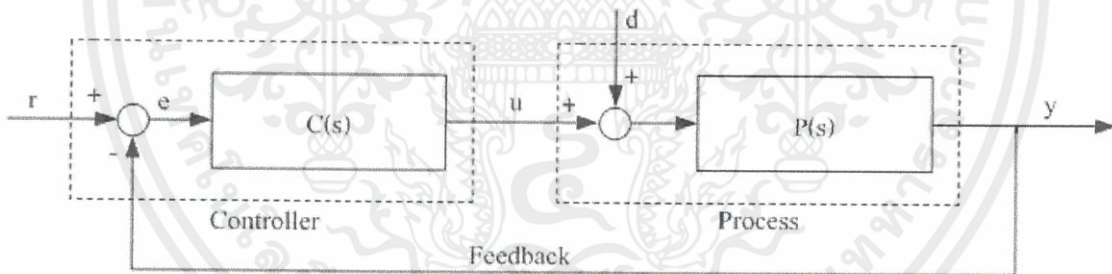 d
+
r
+
e
C(s)
u
+
P(s)
y
-
Controller
Process
Feedback